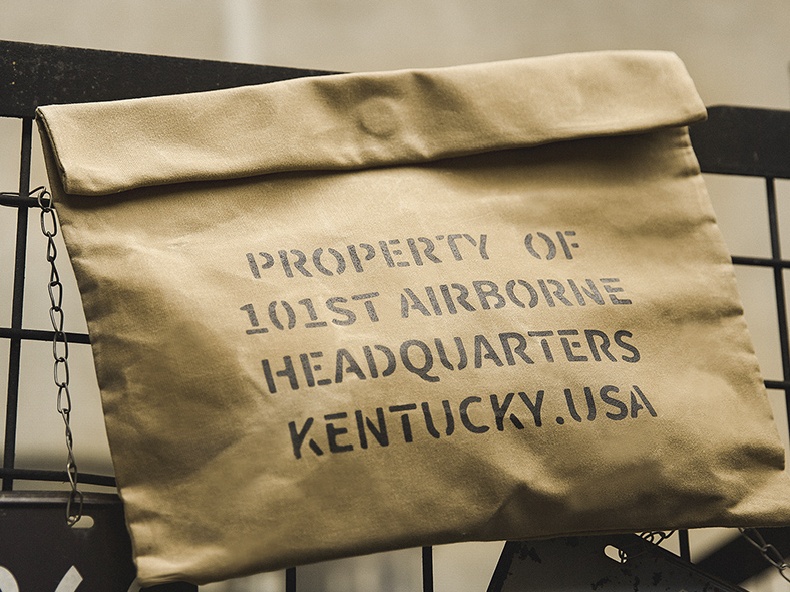 PROPERTY OF
101ST AIRBORNE
HEADQUARTERS
KENTUCKY.USA